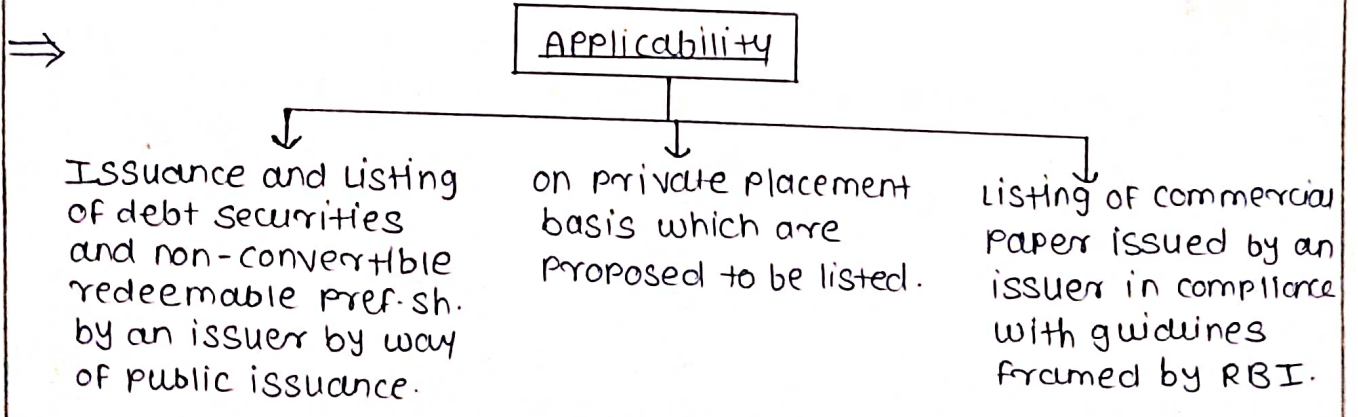 ⇒ Applicability
Issuance and Listing
of debt securities
and non-convertible
redeemable pref. sh.
by an issuer by way
of public issuance.
on private placement
basis which are
proposed to be listed.
Listing of commercial
paper issued by an
issuer in compliance
with guidlines
framed by RBI.